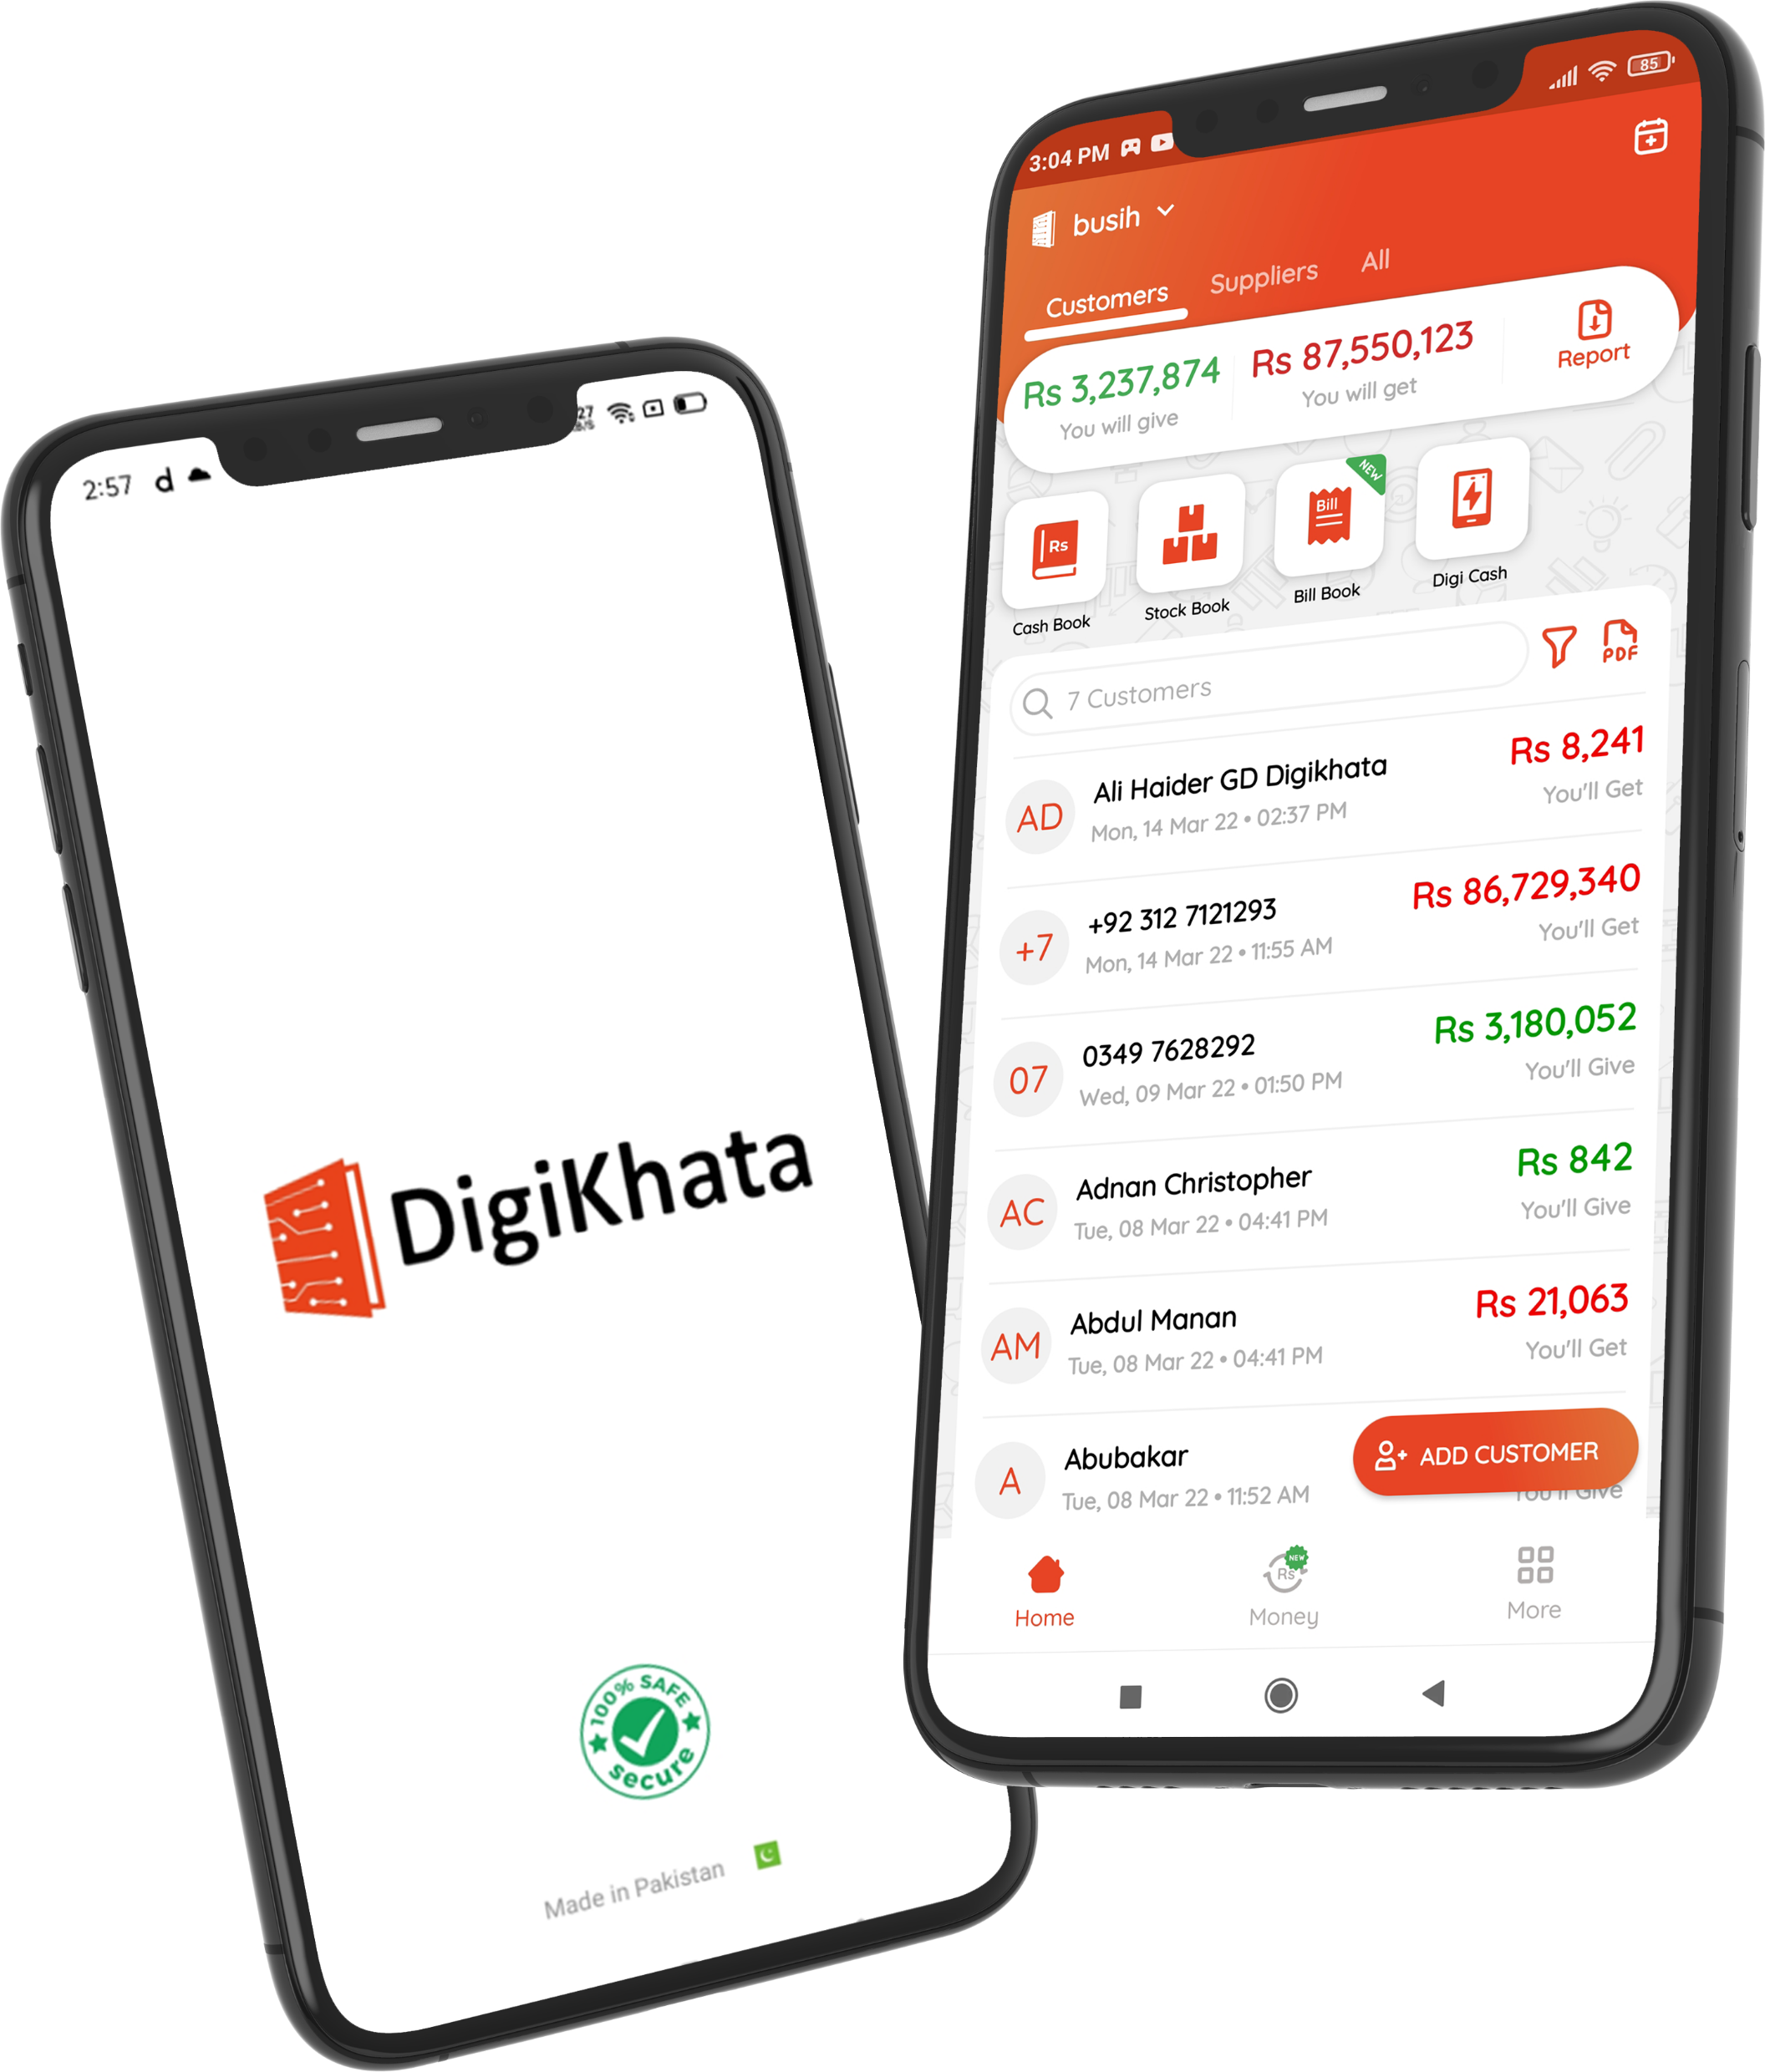 2:57 d
27
DigiKhata
100% SAFE
secure
Made in Pakistan
3:04 PM
85
busih
Customers Suppliers All
Rs 3,237,874 Rs 87,550,123
You will give You will get Report
Rs Bill NEW
Cash Book Stock Book Bill Book Digi Cash
7 Customers PDF
Ali Haider GD Digikhata Rs 8,241
AD Mon, 14 Mar 22 • 02:37 PM You'll Get
+92 312 7121293 Rs 86,729,340
+7 Mon, 14 Mar 22 • 11:55 AM You'll Get
0349 7628292 Rs 3,180,052
07 Wed, 09 Mar 22 • 01:50 PM You'll Give
Adnan Christopher Rs 842
AC Tue, 08 Mar 22 • 04:41 PM You'll Give
Abdul Manan Rs 21,063
AM Tue, 08 Mar 22 • 04:41 PM You'll Get
Abubakar ADD CUSTOMER
A Tue, 08 Mar 22 • 11:52 AM You'll Give
Rs NEW
Home Money More